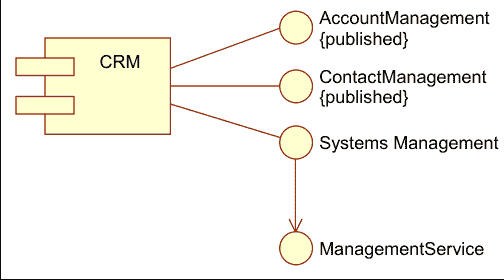 CRM
AccountManagement
{published}
ContactManagement
{published}
Systems Management
ManagementService